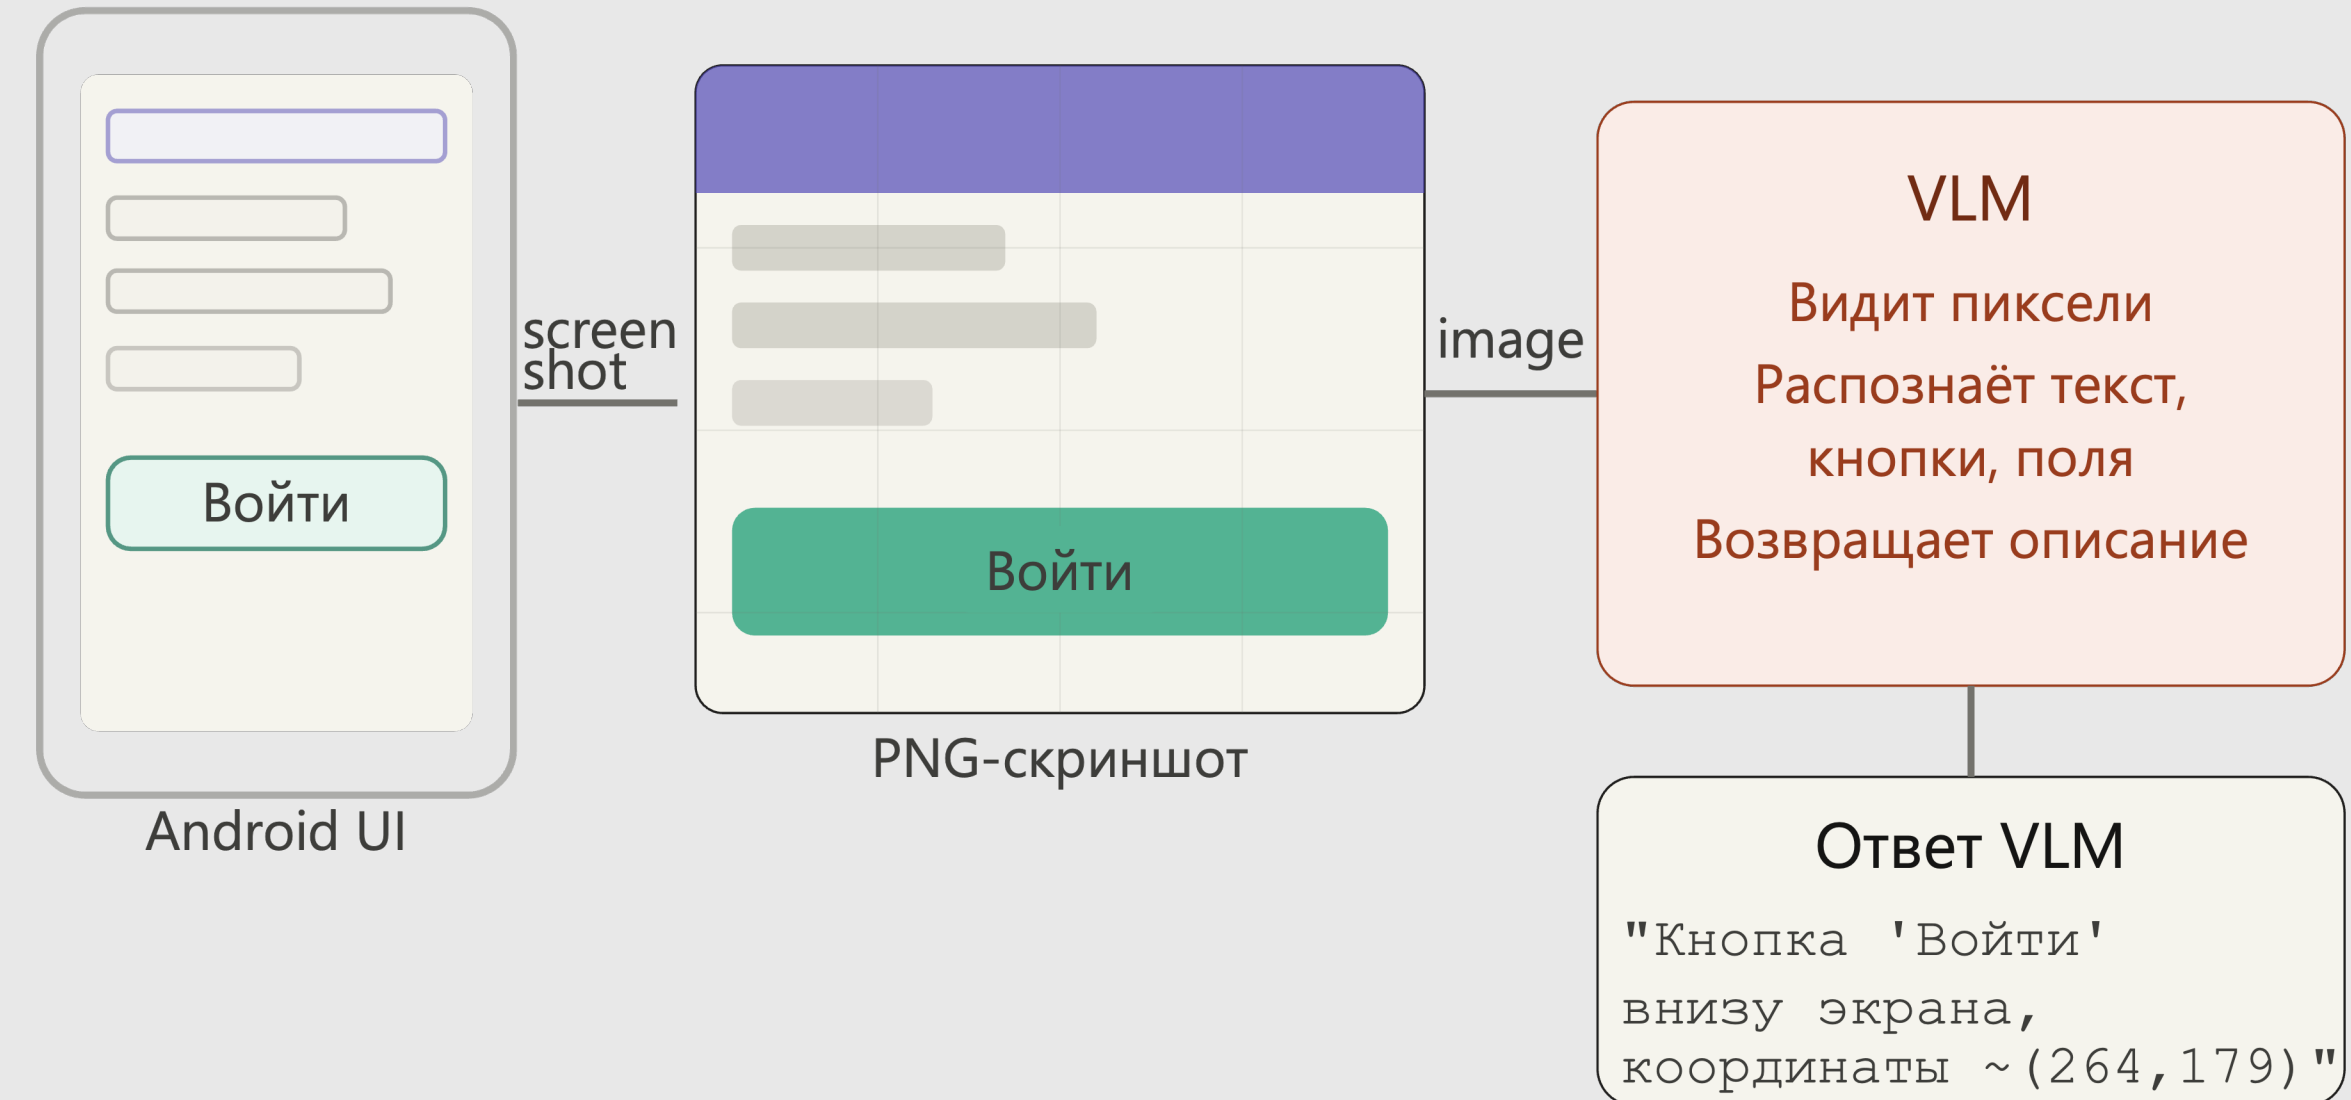 Войти
Android UI
screen
shot
Войти
PNG-скриншот
image
VLM
Видит пиксели
Распознаёт текст,
кнопки, поля
Возвращает описание
Ответ VLM
"Кнопка 'Войти'
внизу экрана,
координаты ~(264,179)"